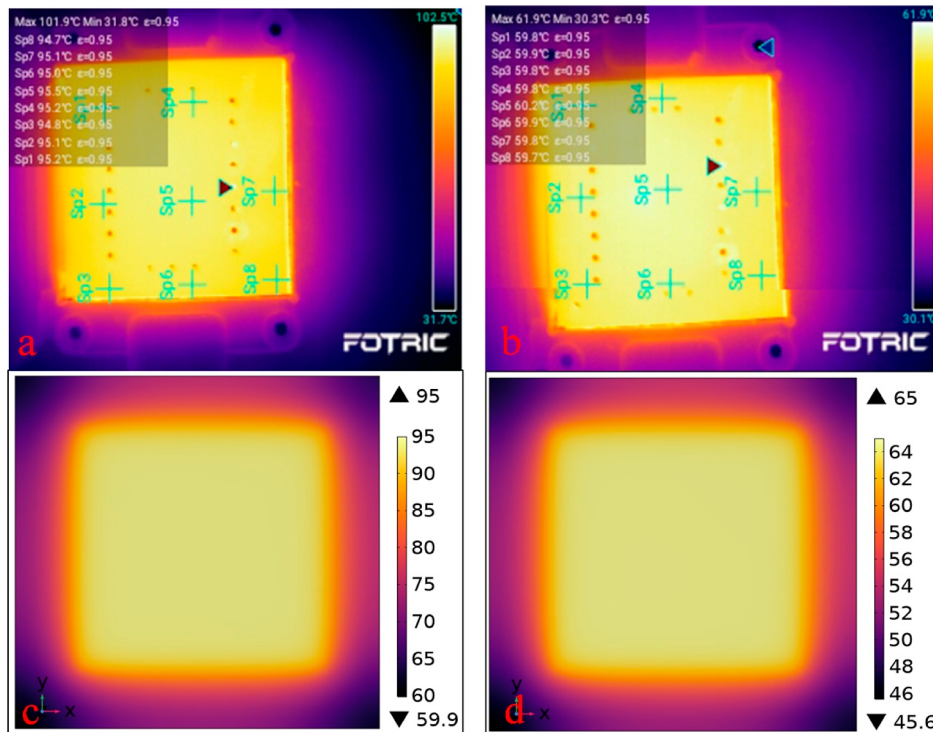 Max 101.9℃ Min 31.8℃ ε=0.95
102.5℃
Sp8 94.7℃ ε=0.95
Sp7 95.1℃ ε=0.95
Sp6 95.0℃ ε=0.95
Sp5 95.5℃ ε=0.95
Sp4 95.2℃ ε=0.95
Sp3 94.8℃ ε=0.95
Sp2 95.1℃ ε=0.95
Sp1 95.2℃ ε=0.95
Sp1
Sp4
Sp2
Sp5
Sp7
Sp3
Sp6
Sp8
31.7℃
FOTRIC
a
Max 61.9℃ Min 30.3℃ ε=0.95
61.9℃
Sp1 59.8℃ ε=0.95
Sp2 59.9℃ ε=0.95
Sp3 59.8℃ ε=0.95
Sp4 59.8℃ ε=0.95
Sp5 60.2℃ ε=0.95
Sp6 59.9℃ ε=0.95
Sp7 59.8℃ ε=0.95
Sp8 59.7℃ ε=0.95
Sp1
Sp4
Sp2
Sp5
Sp7
Sp3
Sp6
Sp8
30.1℃
FOTRIC
b
95
95
90
85
80
75
70
65
60
59.9
y
x
c
65
64
62
60
58
56
54
52
50
48
46
45.6
y
x
d